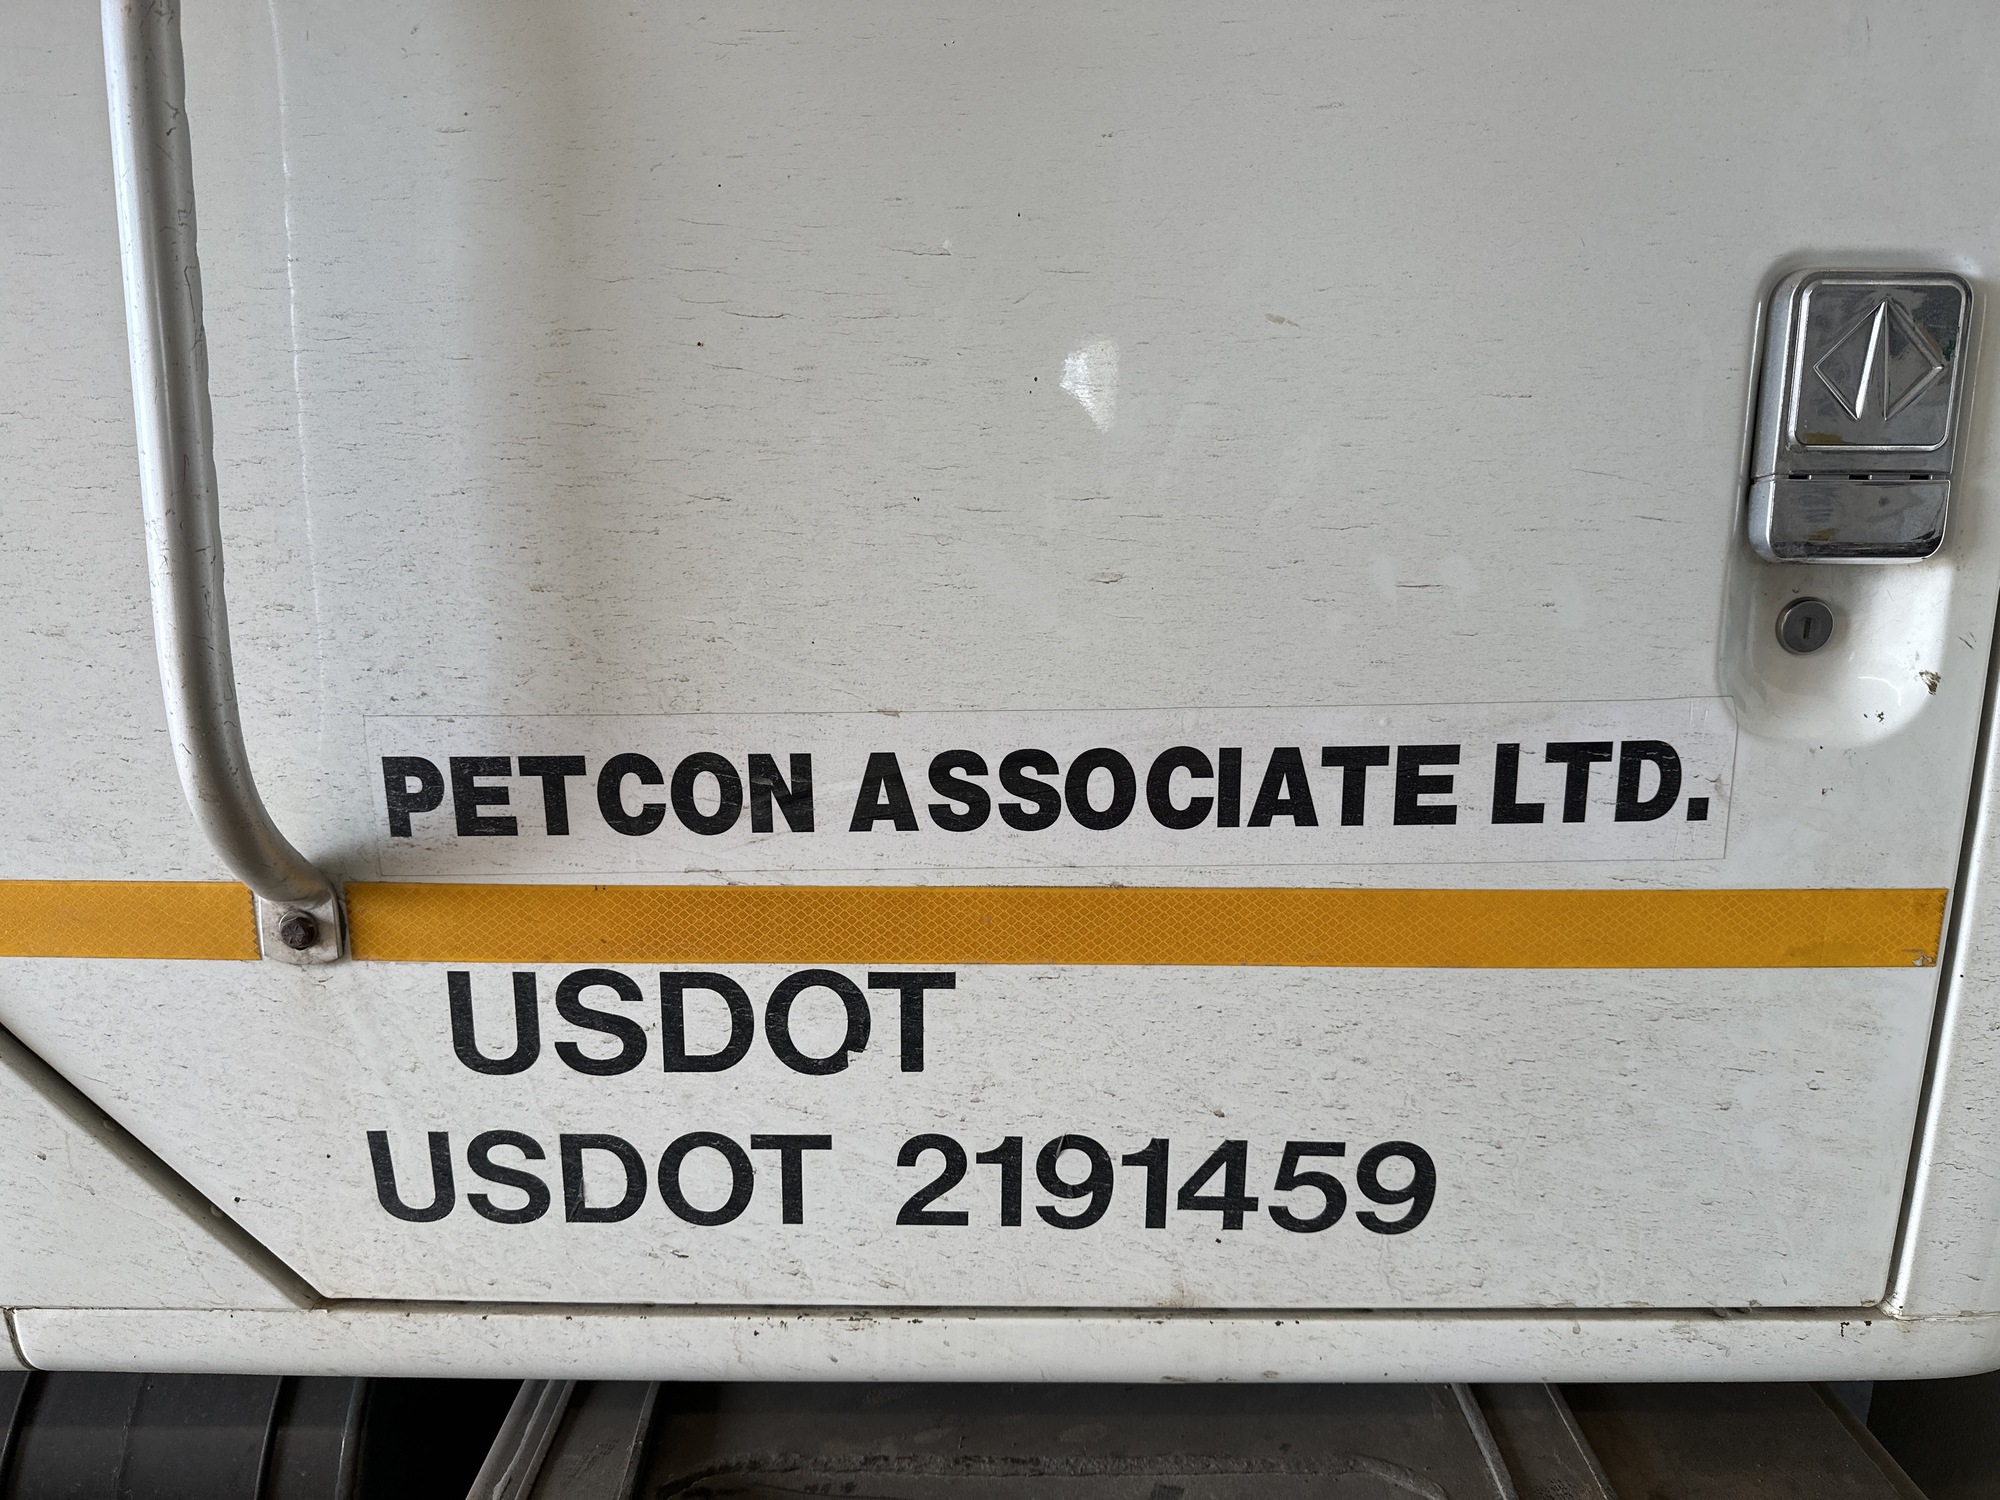 PETCON ASSOCIATE LTD.
USDOT
USDOT 2191459